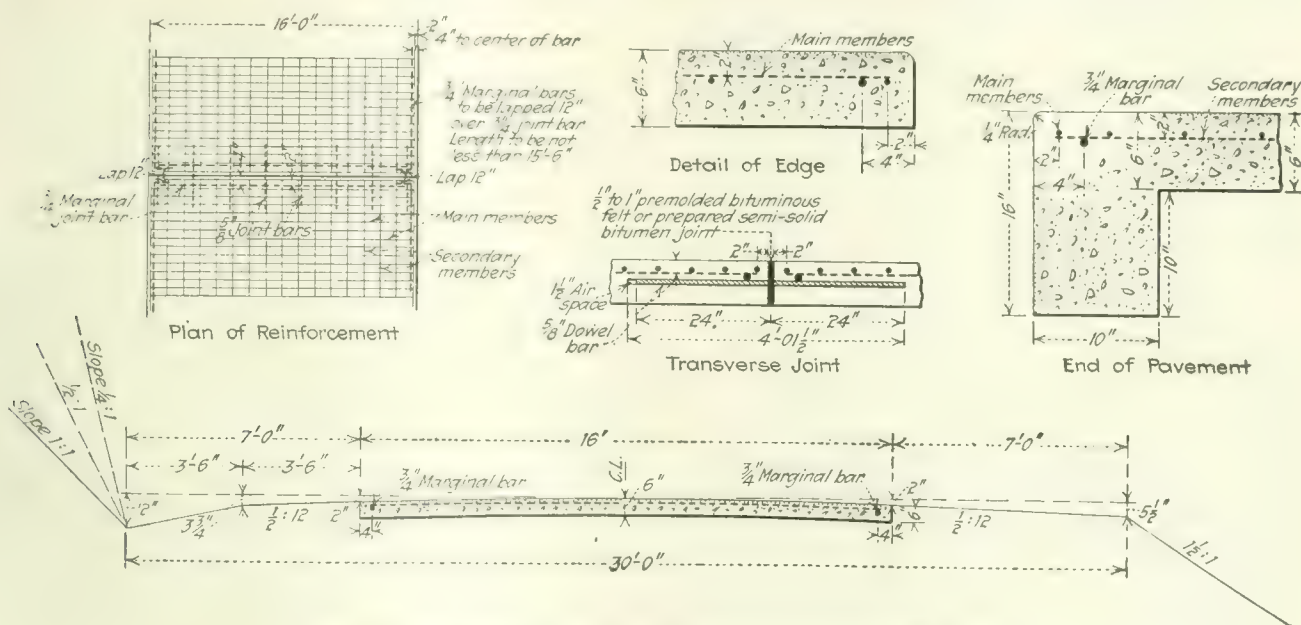 16'-0"
2"
4" to center of bar
3/4" Marginal bars
to be lapped 12"
over 3/4" joint bar
Length to be not
less than 15'-6"
Lap 12"
Lap 12"
Marginal
joint bar
5/8" Joint bars
Main members
Secondary
members
Plan of Reinforcement
Main members
2"
6"
2"
4"
Detail of Edge
1/2" to 1" premolded bituminous
felt or prepared semi-solid
bitumen joint
2"
2"
1 1/2" Air
space
5/8" Dowel
bar
24"
24"
4'-01 1/2"
Transverse Joint
Main
members
3/4" Marginal
bar
Secondary
members
1/4" Rad.
2"
2"
4"
6"
6"
16"
10"
10"
End of Pavement
Slope 1/4:1
1/2:1
Slope 1:1
7'-0"
16'
7'-0"
3'-6"
3'-6"
3/4" Marginal bar
C.L.
6"
3/4" Marginal bar
2"
3 3/4"
1/2:12
2"
4"
4"
6"
1/2:12
5 1/2"
1 1/2:1
30'-0"